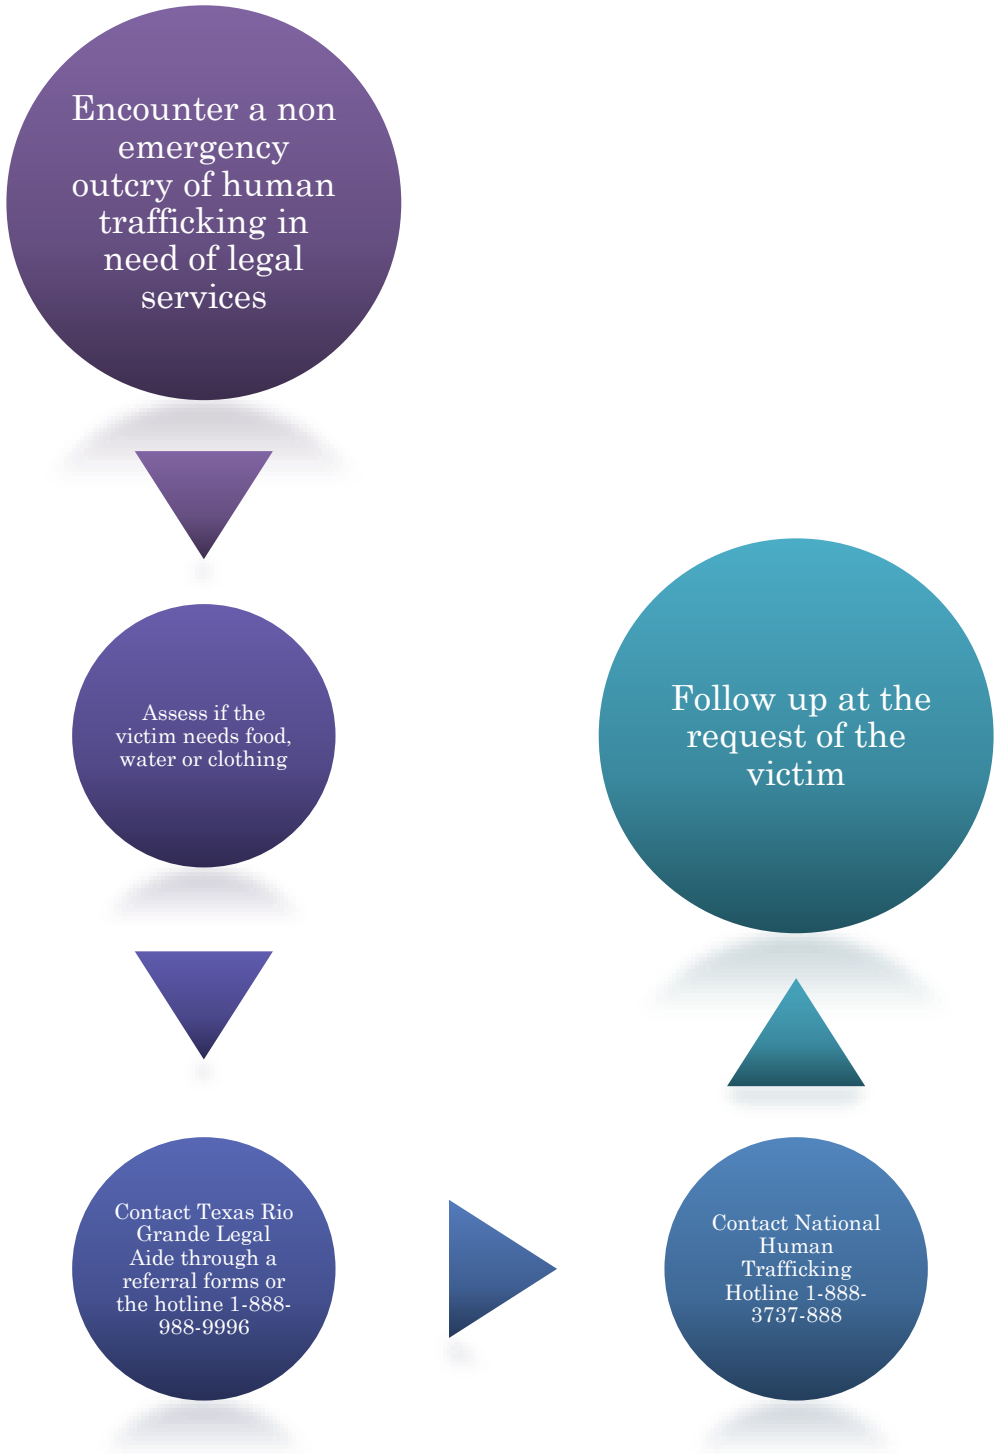 Encounter a non
emergency
outcry of human
trafficking in
need of legal
services
Assess if the
victim needs food,
water or clothing
Contact Texas Rio
Grande Legal
Aide through a
referral forms or
the hotline 1-888-
988-9996
Contact National
Human
Trafficking
Hotline 1-888-
3737-888
Follow up at the
request of the
victim